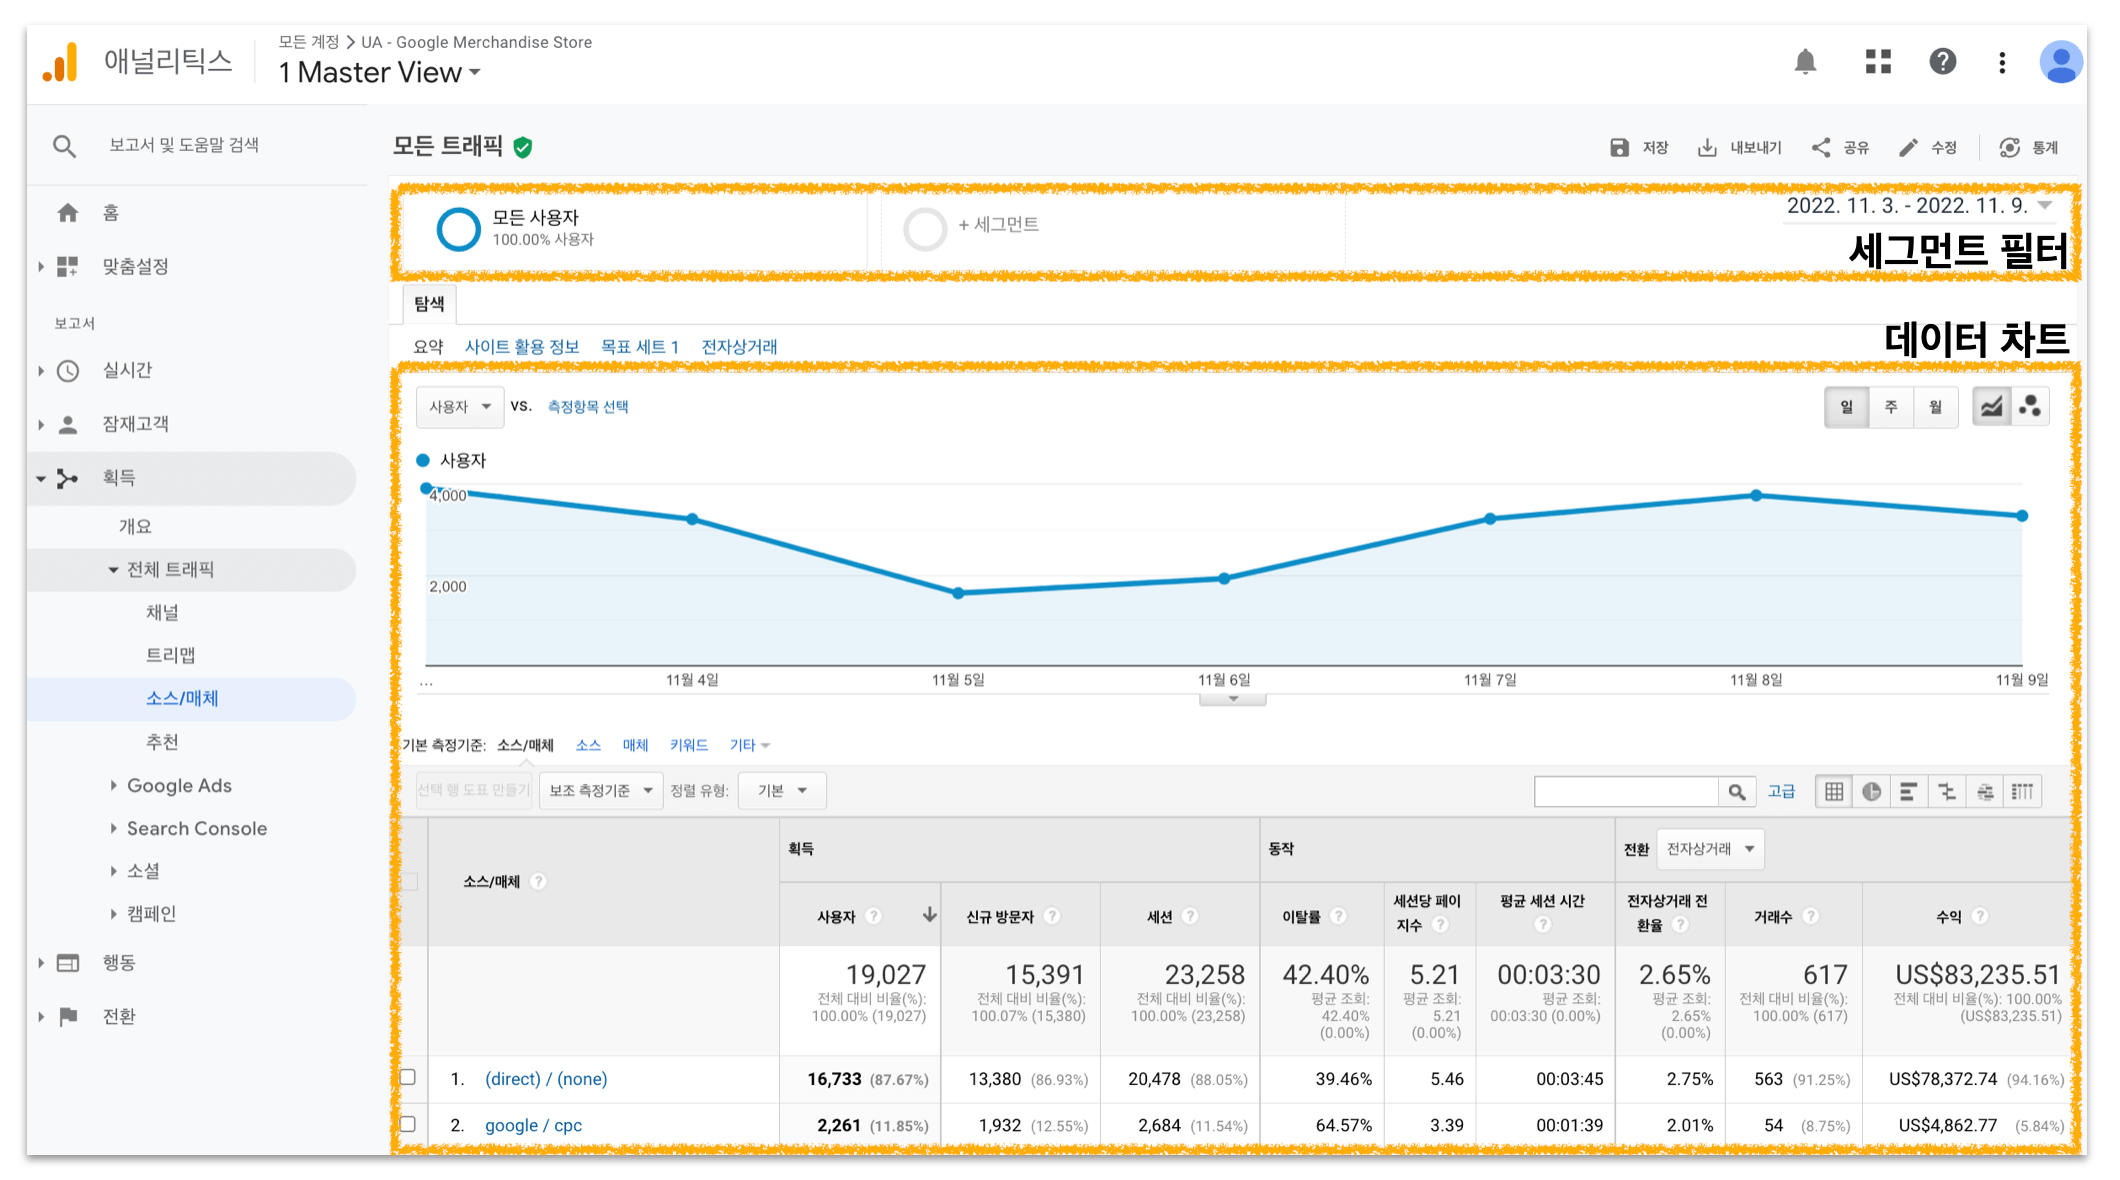 애널리틱스
모든 계정 > UA - Google Merchandise Store
1 Master View
보고서 및 도움말 검색
홈
맞춤설정
보고서
실시간
잠재고객
획득
개요
전체 트래픽
채널
트리맵
소스/매체
추천
Google Ads
Search Console
소셜
캠페인
행동
전환
모든 트래픽
저장 내보내기 공유 수정 통계
모든 사용자
100.00% 사용자
+ 세그먼트
2022. 11. 3. - 2022. 11. 9.
세그먼트 필터
탐색
데이터 차트
요약 사이트 활용 정보 목표 세트 1 전자상거래
사용자 vs. 측정항목 선택
일 주 월
사용자
4,000
2,000
... 11월 4일 11월 5일 11월 6일 11월 7일 11월 8일 11월 9일
기본 측정기준: 소스/매체 소스 매체 키워드 기타
선택 행 도표 만들기 보조 측정기준 정렬 유형: 기본 고급
소스/매체 ?
획득 동작 전환 전자상거래
사용자 ? 신규 방문자 ? 세션 ? 이탈률 ? 세션당 페이지수 ? 평균 세션 시간 ? 전자상거래 전환율 ? 거래수 ? 수익 ?
19,027 15,391 23,258 42.40% 5.21 00:03:30 2.65% 617 US$83,235.51
전체 대비 비율(%): 전체 대비 비율(%): 전체 대비 비율(%): 평균 조회: 평균 조회: 평균 조회: 평균 조회: 전체 대비 비율(%): 전체 대비 비율(%): 100.00%
100.00% (19,027) 100.07% (15,380) 100.00% (23,258) 42.40% 5.21 00:03:30 (0.00%) 2.65% 100.00% (617) (US$83,235.51)
(0.00%) (0.00%) (0.00%)
1. (direct) / (none) 16,733 (87.67%) 13,380 (86.93%) 20,478 (88.05%) 39.46% 5.46 00:03:45 2.75% 563 (91.25%) US$78,372.74 (94.16%)
2. google / cpc 2,261 (11.85%) 1,932 (12.55%) 2,684 (11.54%) 64.57% 3.39 00:01:39 2.01% 54 (8.75%) US$4,862.77 (5.84%)